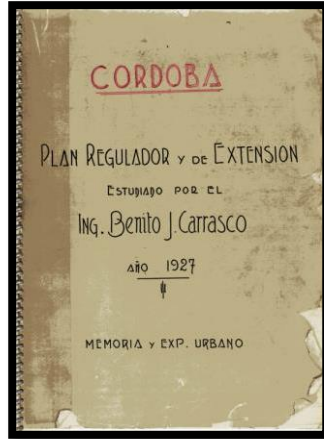 CORDOBA
PLAN REGULADOR Y DE EXTENSION
ESTUDIADO POR EL
ING. Benito J. Carrasco
AÑO 1927
MEMORIA Y EXP. URBANO